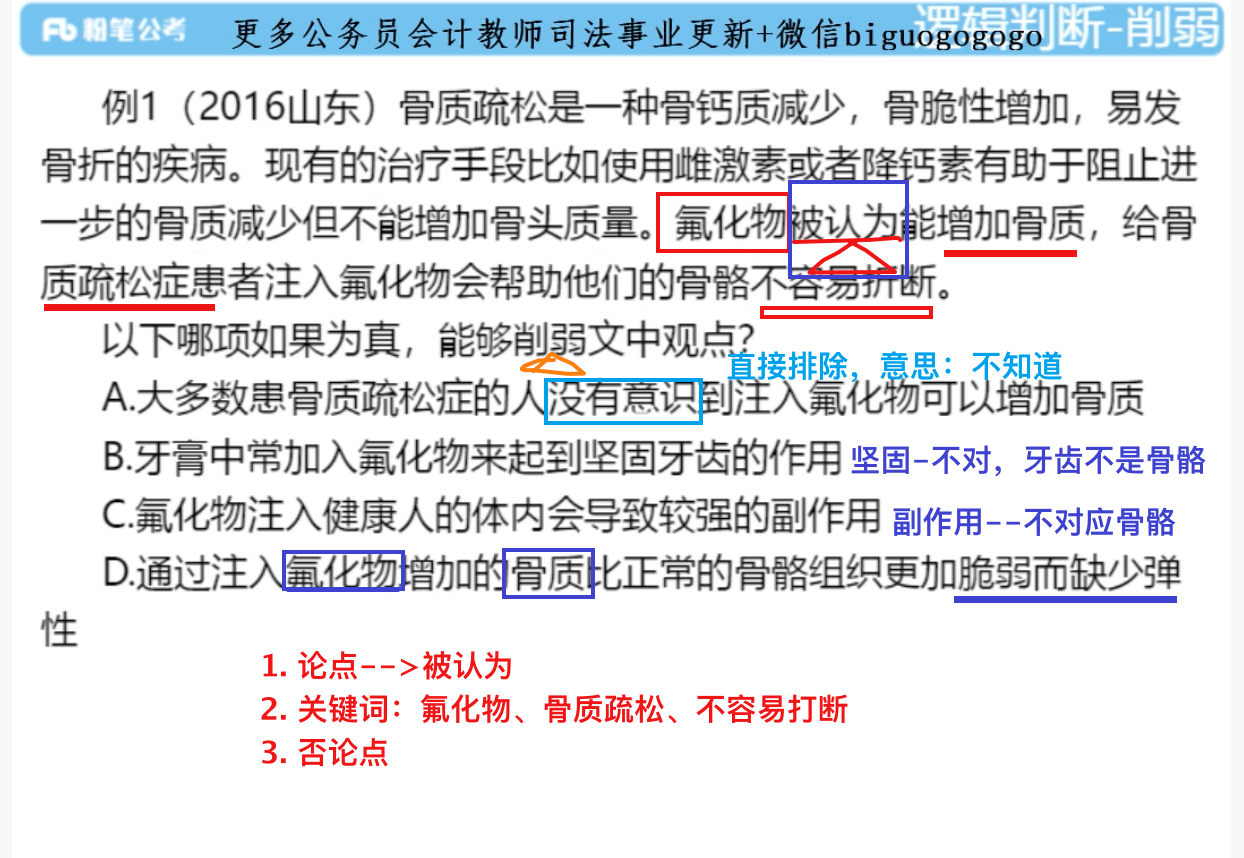 粉笔公考 更多公务员会计教师司法事业更新+微信biguogogogo 逻辑判断-削弱
例1（2016山东）骨质疏松是一种骨钙质减少，骨脆性增加，易发
骨折的疾病。现有的治疗手段比如使用雌激素或者降钙素有助于阻止进
一步的骨质减少但不能增加骨头质量。氟化物被认为能增加骨质，给骨
质疏松症患者注入氟化物会帮助他们的骨骼不容易折断。
以下哪项如果为真，能够削弱文中观点？
直接排除，意思：不知道
A.大多数患骨质疏松症的人没有意识到注入氟化物可以增加骨质
B.牙膏中常加入氟化物来起到坚固牙齿的作用 坚固-不对，牙齿不是骨骼
C.氟化物注入健康人的体内会导致较强的副作用 副作用--不对应骨骼
D.通过注入氟化物增加的骨质比正常的骨骼组织更加脆弱而缺少弹
性
1. 论点-->被认为
2. 关键词：氟化物、骨质疏松、不容易打断
3. 否论点